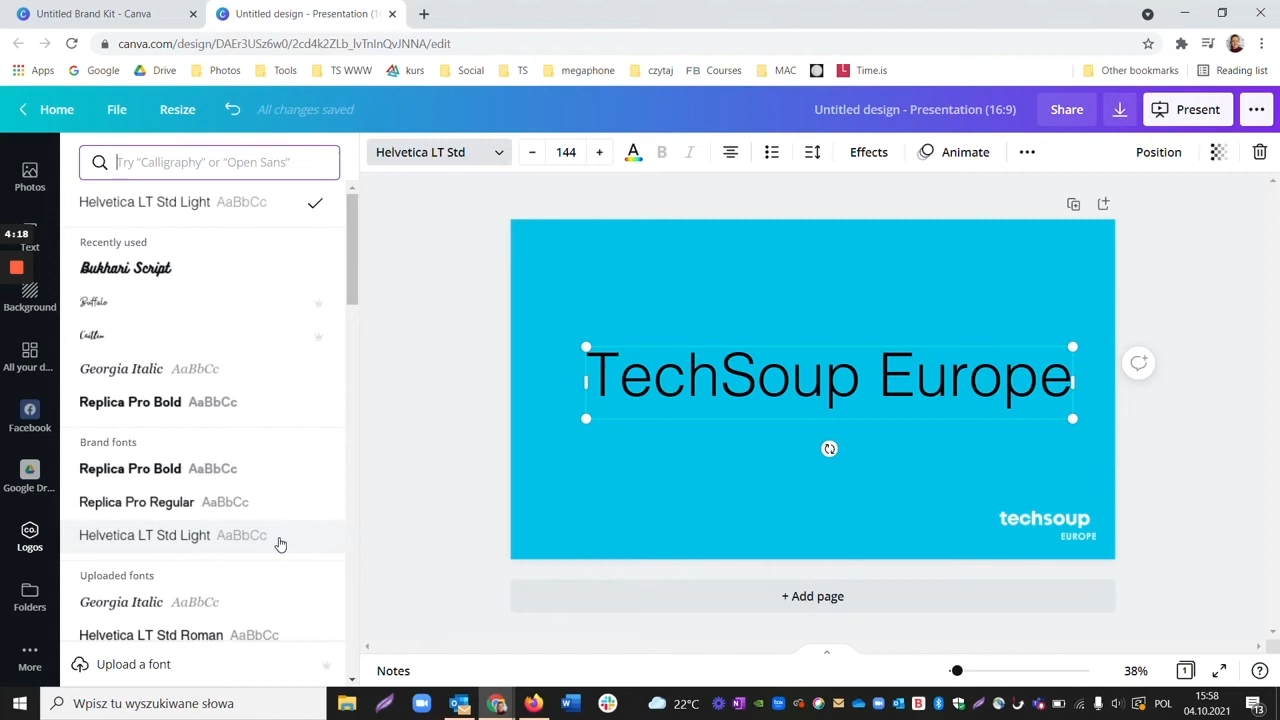 Untitled Brand Kit - Canva
Untitled design - Presentation (1
canva.com/design/DAEr3USz6w0/2cd4k2ZLb_lvTnInQvJNNA/edit
Apps Google Drive Photos Tools TS WWW kurs Social TS megaphone czytaj FB Courses MAC Time.is Other bookmarks Reading list
Home File Resize All changes saved Untitled design - Presentation (16:9) Share Present
Try “Calligraphy” or “Open Sans”
Helvetica LT Std 144 B I Effects Animate Position
Photos
4:18
Text
Background
All your d...
Facebook
Google Dr...
Logos
Folders
More
Helvetica LT Std Light AaBbCc
Recently used
Bukhari Script
Buffalo
Caitlin
Georgia Italic AaBbCc
Replica Pro Bold AaBbCc
Brand fonts
Replica Pro Bold AaBbCc
Replica Pro Regular AaBbCc
Helvetica LT Std Light AaBbCc
Uploaded fonts
Georgia Italic AaBbCc
Helvetica LT Std Roman AaBbCc
Upload a font
TechSoup Europe
techsoup
EUROPE
+ Add page
Notes
38%
1
Wpisz tu wyszukiwane słowa
22°C
POL
15:58
04.10.2021